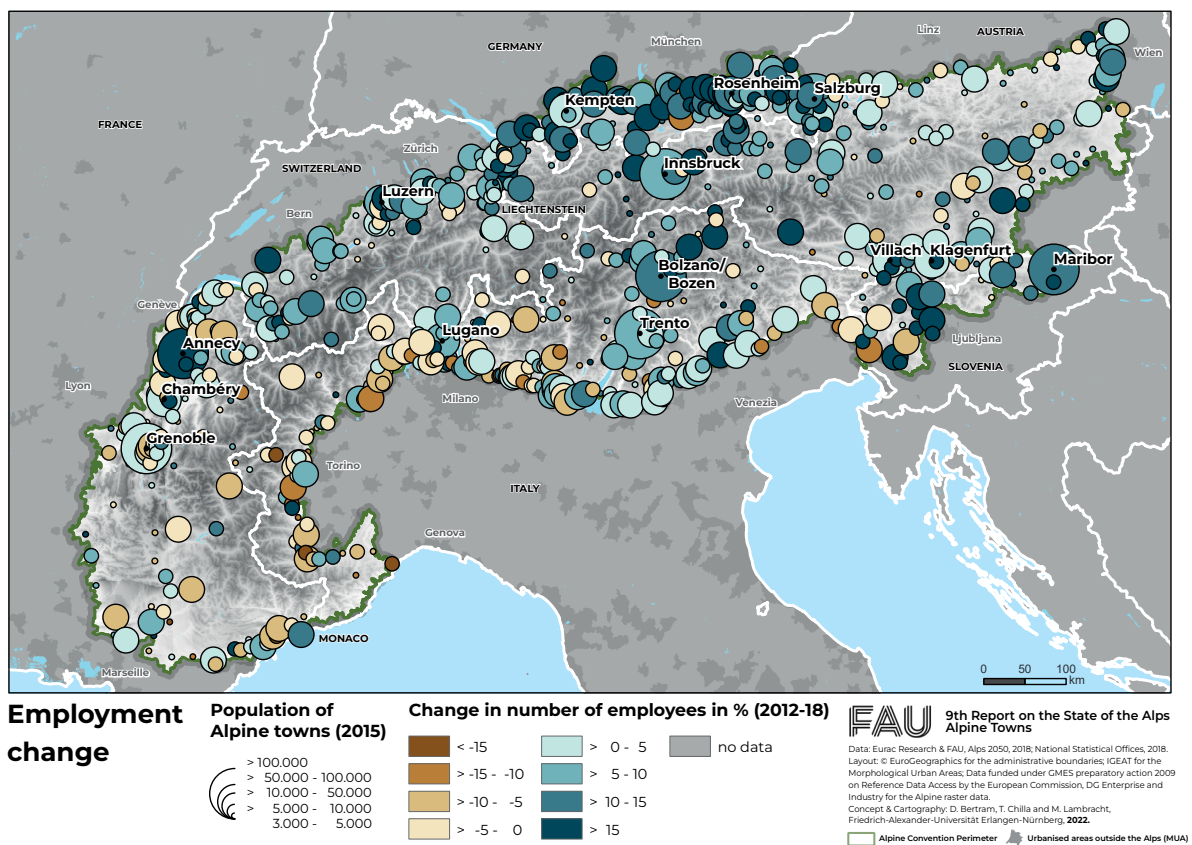 Linz
AUSTRIA
GERMANY
München
Wien
Rosenheim
Salzburg
Kempten
FRANCE
Zürich
SWITZERLAND
Innsbruck
Luzern
LIECHTENSTEIN
Bern
Villach
Klagenfurt
Maribor
Bolzano/
Bozen
Genève
Trento
Lugano
Ljubljana
Annecy
SLOVENIA
Lyon
Chambéry
Milano
Venezia
Grenoble
Torino
ITALY
Genova
MONACO
Marseille
0 50 100
km
Employment
change
Population of
Alpine towns (2015)
> 100.000
> 50.000 - 100.000
> 10.000 - 50.000
> 5.000 - 10.000
3.000 - 5.000
Change in number of employees in % (2012-18)
< -15
> -15 - -10
> -10 - -5
> -5 - 0
> 0 - 5
> 5 - 10
> 10 - 15
> 15
no data
FAU
9th Report on the State of the Alps
Alpine Towns
Data: Eurac Research & FAU, Alps 2050, 2018; National Statistical Offices, 2018.
Layout: © EuroGeographics for the administrative boundaries; IGEAT for the
Morphological Urban Areas; Data funded under GMES preparatory action 2009
on Reference Data Access by the European Commission, DG Enterprise and
Industry for the Alpine raster data.
Concept & Cartography: D. Bertram, T. Chilla and M. Lambracht,
Friedrich-Alexander-Universität Erlangen-Nürnberg, 2022.
Alpine Convention Perimeter
Urbanised areas outside the Alps (MUA)